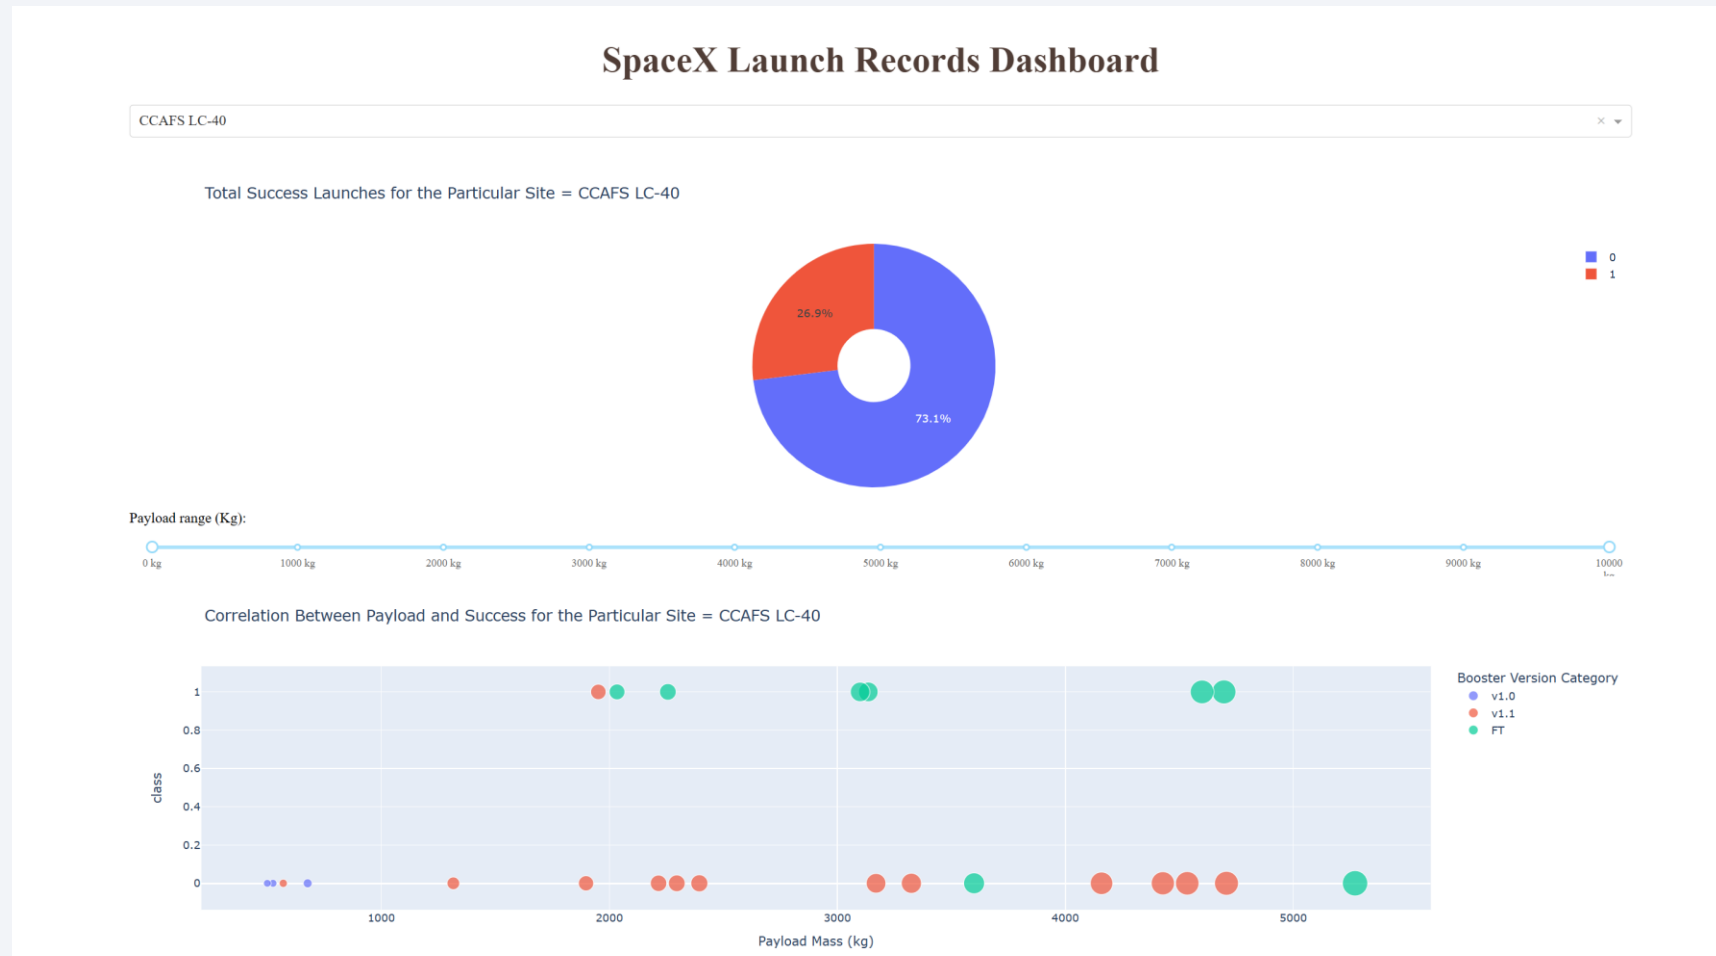 SpaceX Launch Records Dashboard
CCAFS LC-40
×
Total Success Launches for the Particular Site = CCAFS LC-40
0
1
26.9%
73.1%
Payload range (Kg):
0 kg 1000 kg 2000 kg 3000 kg 4000 kg 5000 kg 6000 kg 7000 kg 8000 kg 9000 kg 10000
Correlation Between Payload and Success for the Particular Site = CCAFS LC-40
Booster Version Category
v1.0
v1.1
FT
1
0.8
0.6
0.4
0.2
0
class
1000 2000 3000 4000 5000
Payload Mass (kg)